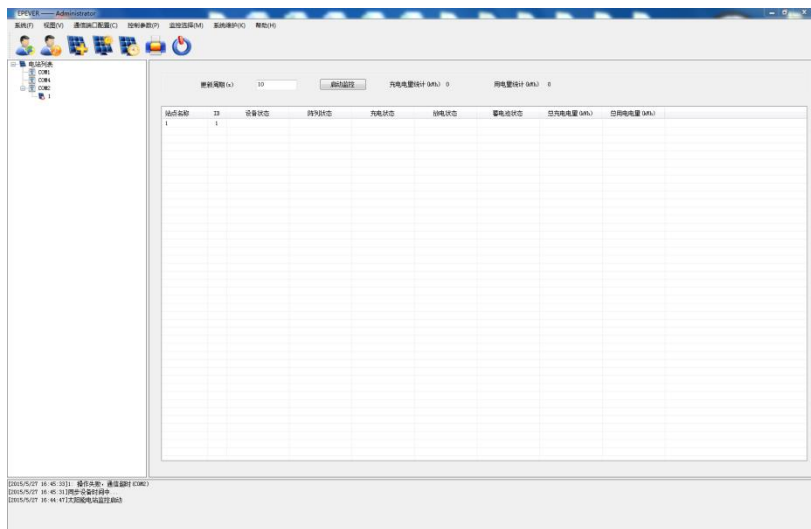 EPEVER —— Administrator
系统(F) 视图(V) 通信端口配置(C) 控制参数(P) 监控选择(M) 系统维护(K) 帮助(H)
电站列表
COM1
COM4
COM2
1
更新周期(s) 10 启动监控 充电电量统计(kWh) 0 用电量统计(kWh) 0
站点名称 ID 设备状态 阵列状态 充电状态 放电状态 蓄电池状态 总充电电量(kWh) 总用电电量(kWh)
1 1
[2015/5/27 16:45:33]1: 操作失败，通信超时(COM2)
[2015/5/27 16:45:31]同步设备时间中...
[2015/5/27 16:44:47]太阳能电站监控启动